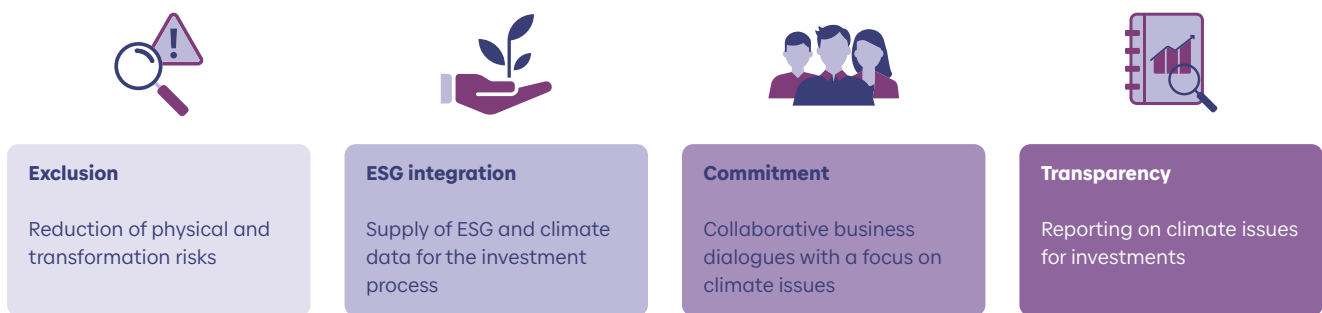 Exclusion
Reduction of physical and
transformation risks
ESG integration
Supply of ESG and climate
data for the investment
process
Commitment
Collaborative business
dialogues with a focus on
climate issues
Transparency
Reporting on climate issues
for investments